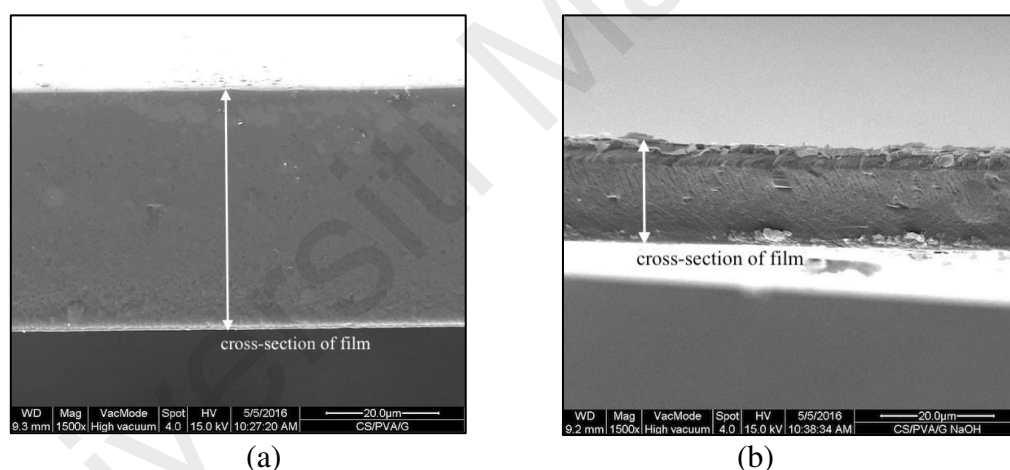 cross-section of film
WD Mag VacMode Spot HV 5/5/2016 20.0µm
9.3 mm 1500x High vacuum 4.0 15.0 kV 10:27:20 AM CS/PVA/G
(a)
cross-section of film
WD Mag VacMode Spot HV 5/5/2016 20.0µm
9.2 mm 1500x High vacuum 4.0 15.0 kV 10:38:34 AM CS/PVA/G NaOH
(b)